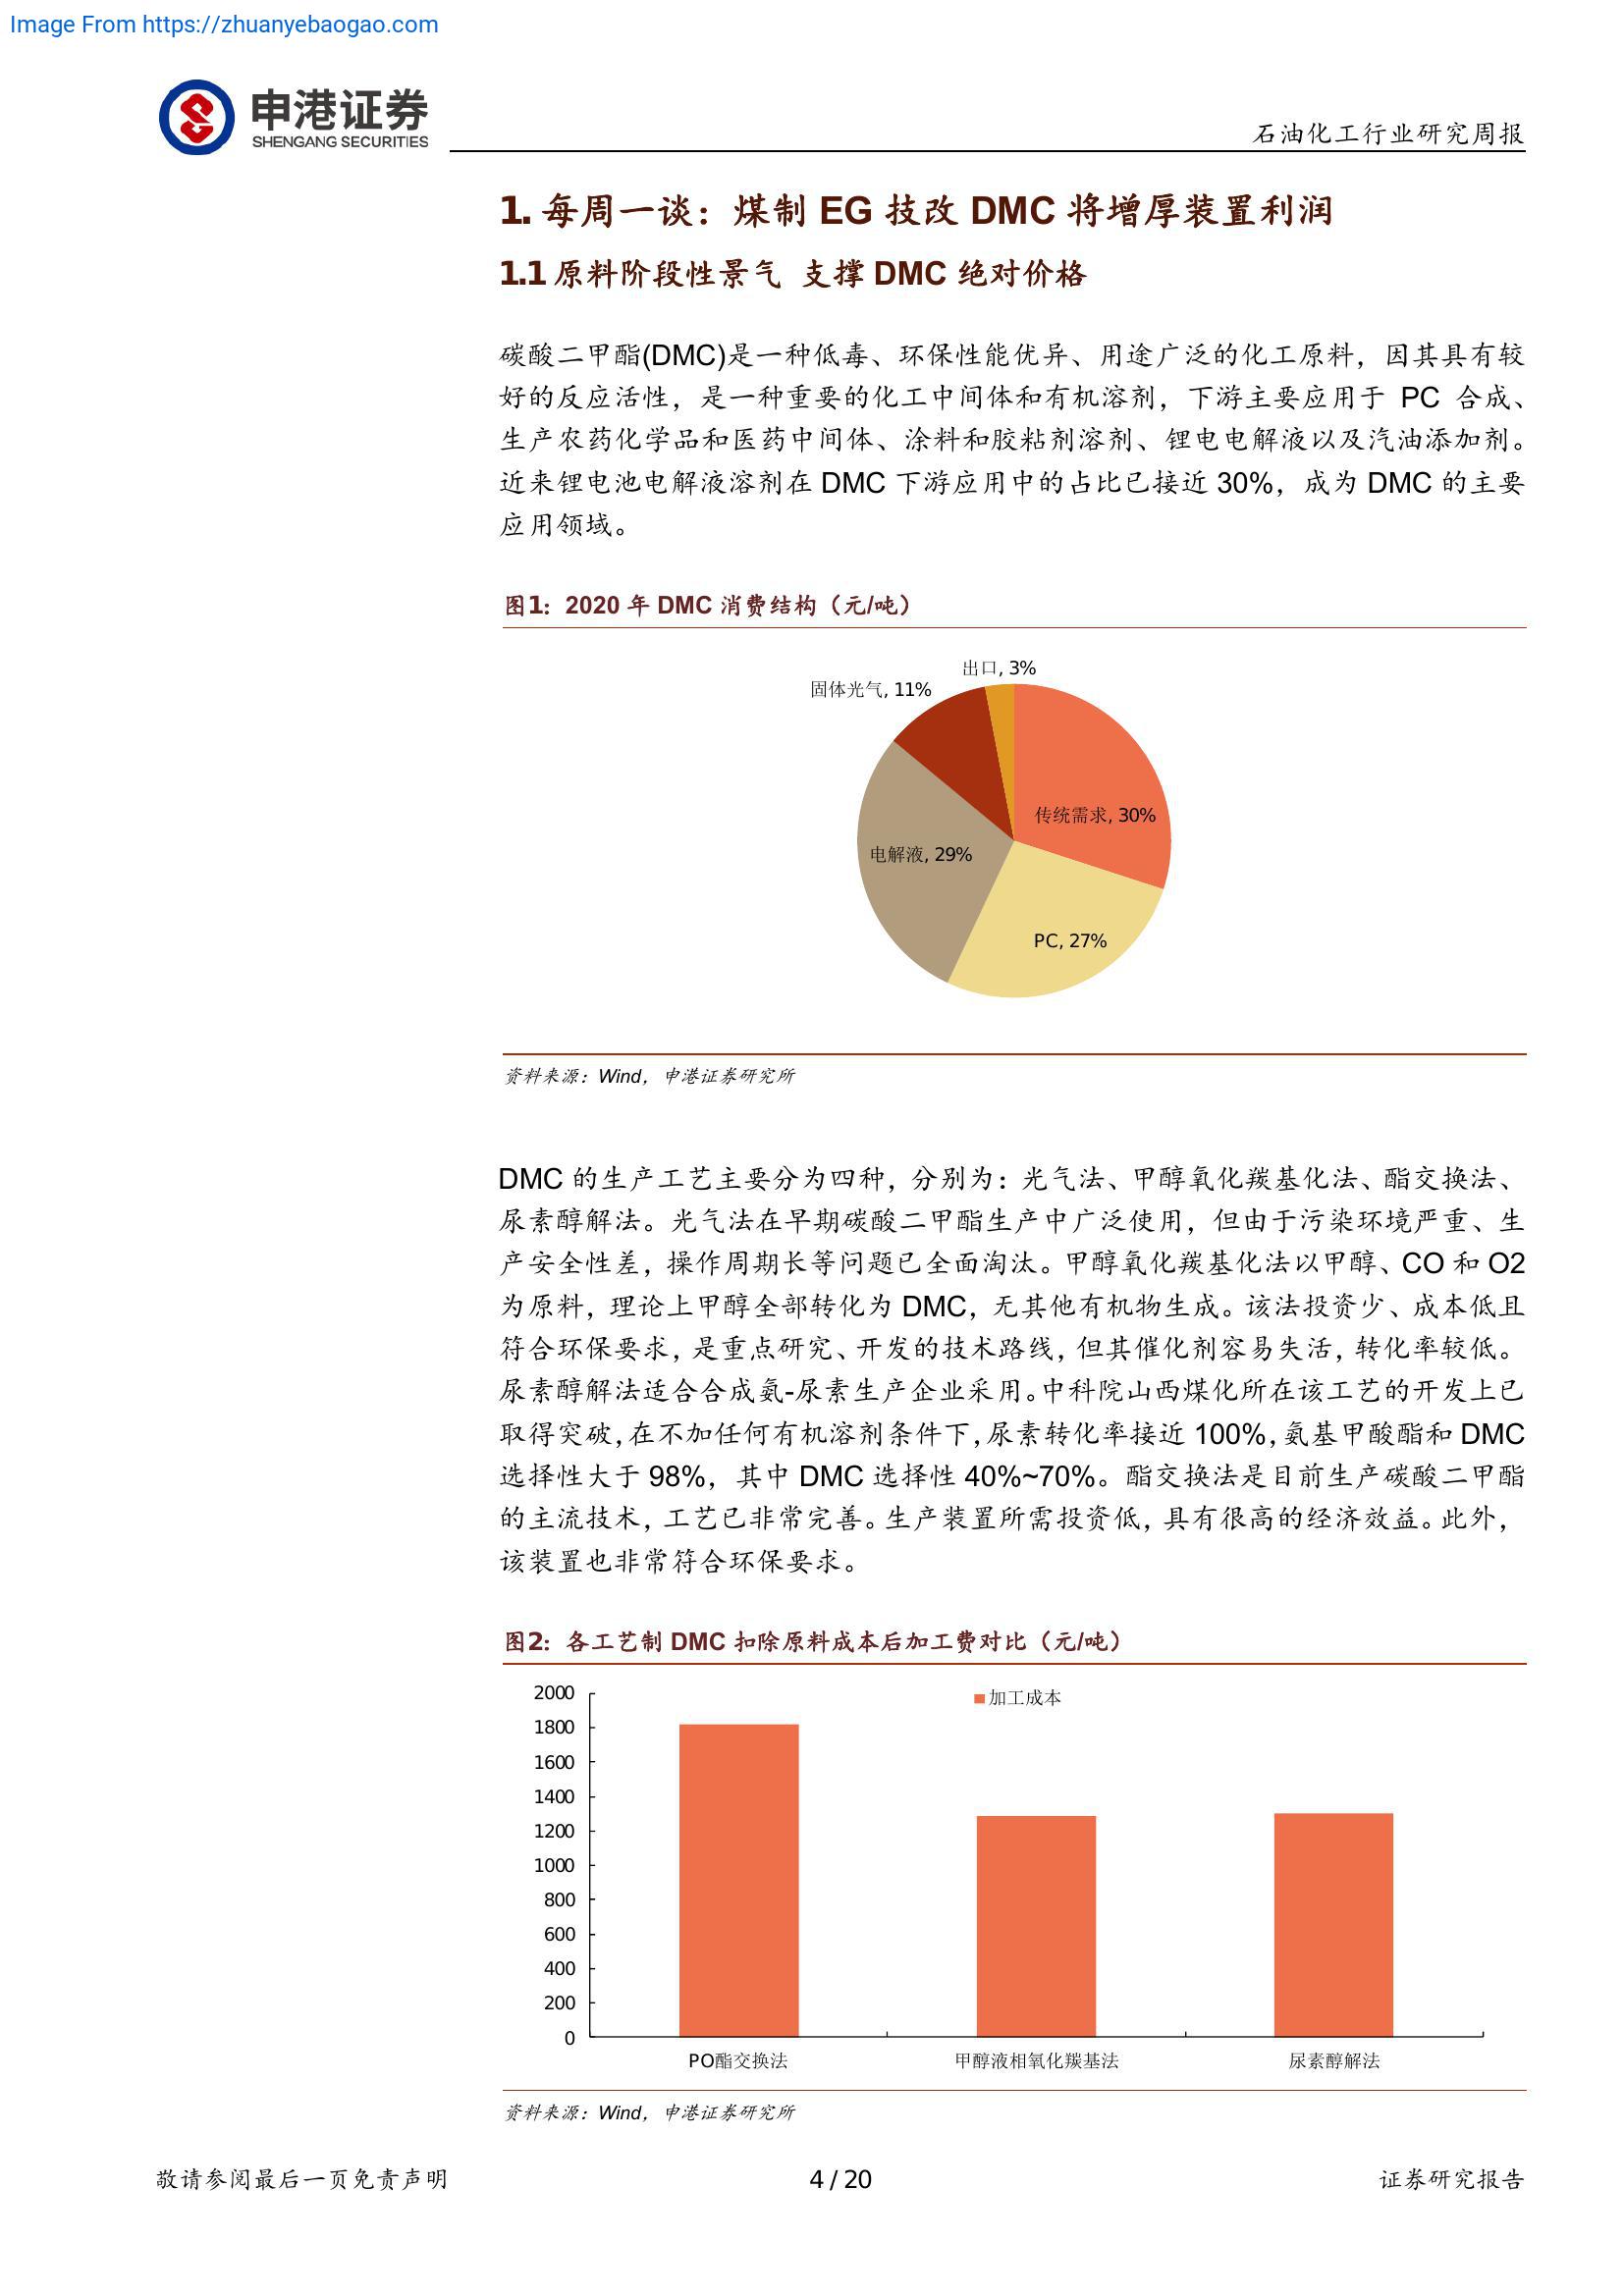 Image From https://zhuanyebaogao.com
申港证券
SHENGANG SECURITIES
石油化工行业研究周报
1. 每周一谈：煤制 EG 技改 DMC 将增厚装置利润
1.1 原料阶段性景气 支撑 DMC 绝对价格
碳酸二甲酯(DMC)是一种低毒、环保性能优异、用途广泛的化工原料，因其具有较
好的反应活性，是一种重要的化工中间体和有机溶剂，下游主要应用于 PC 合成、
生产农药化学品和医药中间体、涂料和胶粘剂溶剂、锂电电解液以及汽油添加剂。
近来锂电池电解液溶剂在 DMC 下游应用中的占比已接近 30%，成为 DMC 的主要
应用领域。
图1：2020 年 DMC 消费结构（元/吨）
出口, 3%
固体光气, 11%
传统需求, 30%
电解液, 29%
PC, 27%
资料来源：Wind，申港证券研究所
DMC 的生产工艺主要分为四种，分别为：光气法、甲醇氧化羰基化法、酯交换法、
尿素醇解法。光气法在早期碳酸二甲酯生产中广泛使用，但由于污染环境严重、生
产安全性差，操作周期长等问题已全面淘汰。甲醇氧化羰基化法以甲醇、CO 和 O2
为原料，理论上甲醇全部转化为 DMC，无其他有机物生成。该法投资少、成本低且
符合环保要求，是重点研究、开发的技术路线，但其催化剂容易失活，转化率较低。
尿素醇解法适合合成氨-尿素生产企业采用。中科院山西煤化所在该工艺的开发上已
取得突破，在不加任何有机溶剂条件下，尿素转化率接近 100%，氨基甲酸酯和 DMC
选择性大于 98%，其中 DMC 选择性 40%~70%。酯交换法是目前生产碳酸二甲酯
的主流技术，工艺已非常完善。生产装置所需投资低，具有很高的经济效益。此外，
该装置也非常符合环保要求。
图2：各工艺制 DMC 扣除原料成本后加工费对比（元/吨）
加工成本
2000
1800
1600
1400
1200
1000
800
600
400
200
0
PO酯交换法 甲醇液相氧化羰基法 尿素醇解法
资料来源：Wind，申港证券研究所
敬请参阅最后一页免责声明 4 / 20 证券研究报告